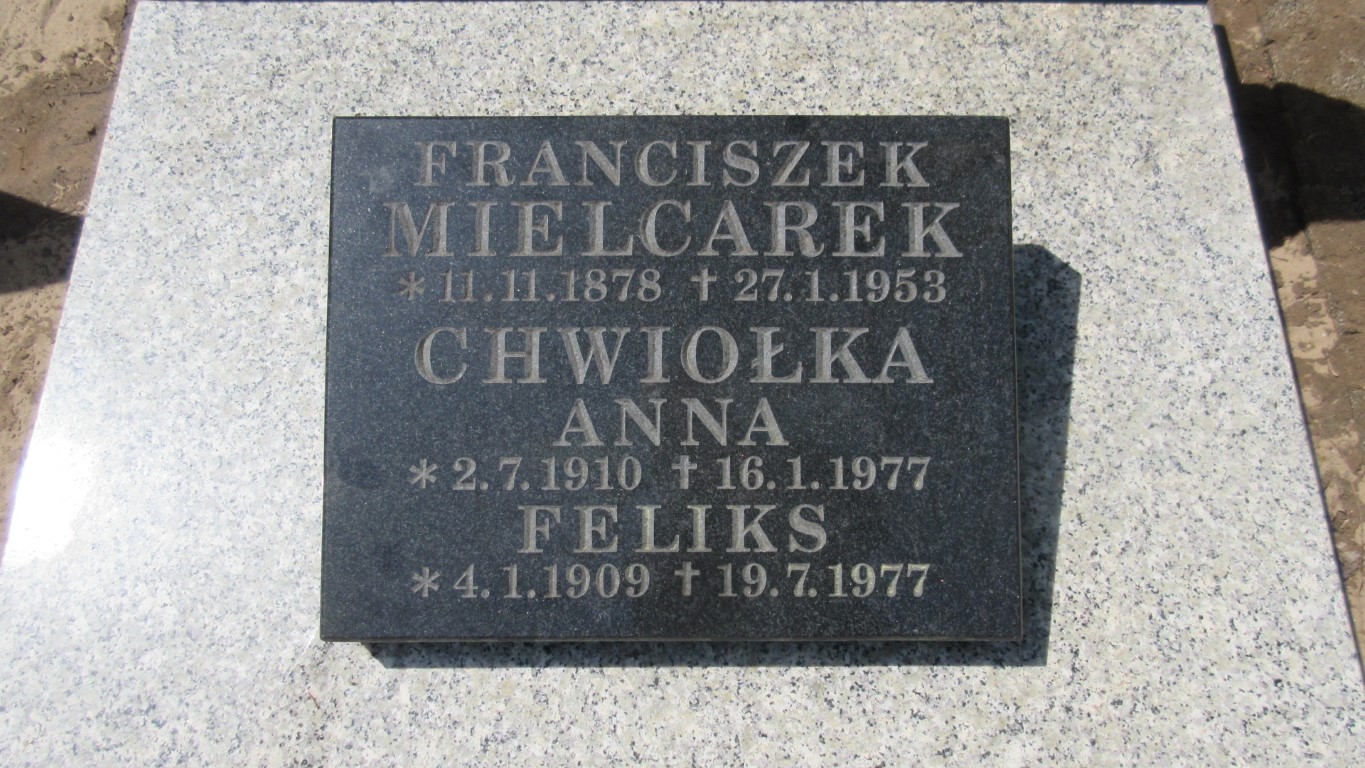 FRANCISZEK
MIELCAREK
* 11.11.1878 † 27.1.1953
CHWIOŁKA
ANNA
* 2.7.1910 † 16.1.1977
FELIKS
* 4.1.1909 † 19.7.1977